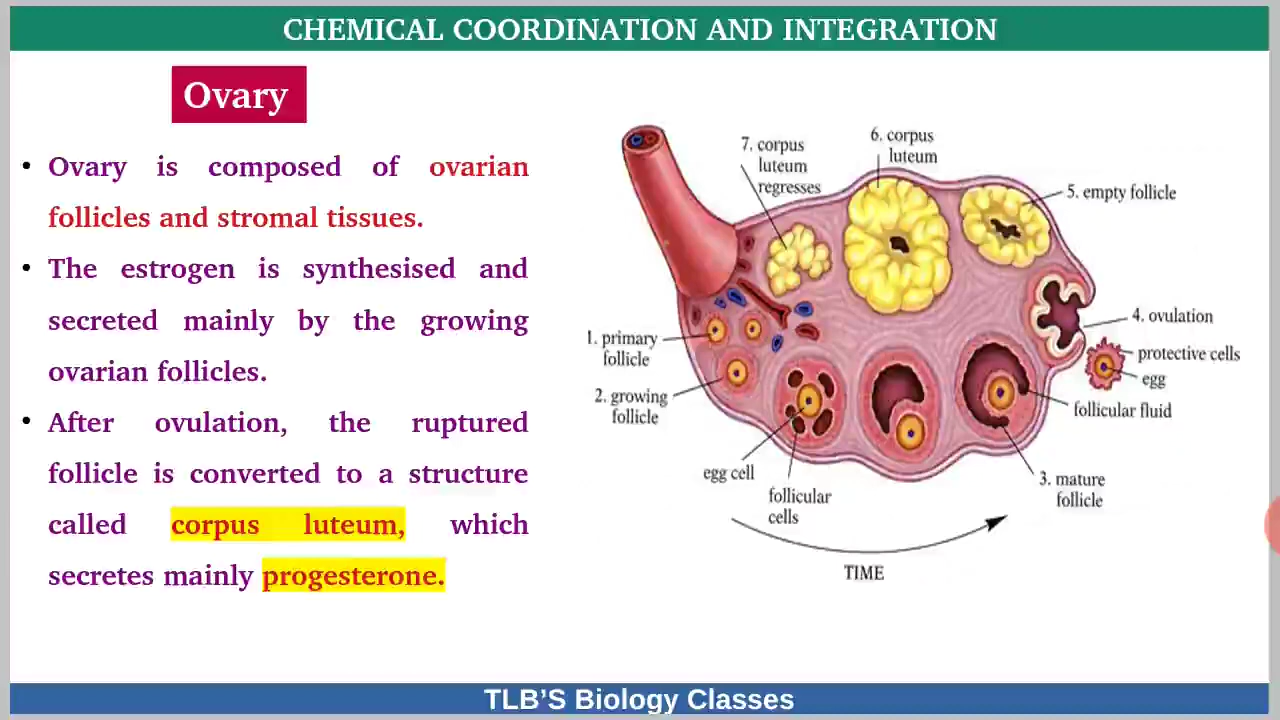 CHEMICAL COORDINATION AND INTEGRATION
Ovary
• Ovary is composed of ovarian
follicles and stromal tissues.
• The estrogen is synthesised and
secreted mainly by the growing
ovarian follicles.
• After ovulation, the ruptured
follicle is converted to a structure
called corpus luteum, which
secretes mainly progesterone.
7. corpus
luteum
regresses
6. corpus
luteum
5. empty follicle
4. ovulation
protective cells
egg
follicular fluid
3. mature
follicle
1. primary
follicle
2. growing
follicle
egg cell
follicular
cells
TIME
TLB'S Biology Classes